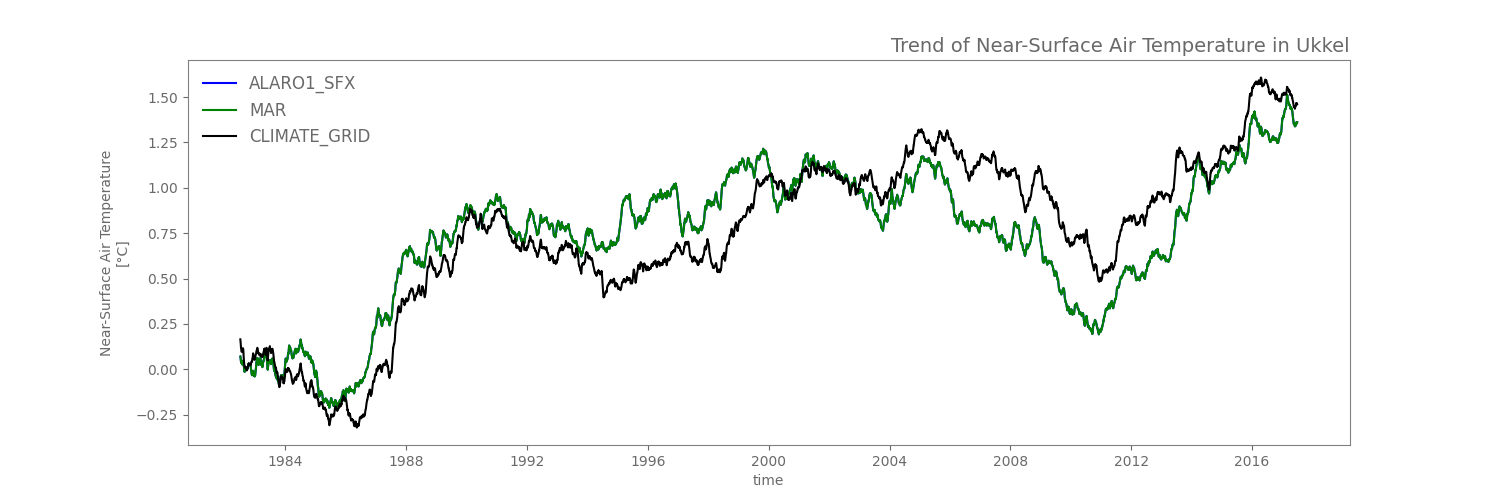 Trend of Near-Surface Air Temperature in Ukkel
ALARO1_SFX
MAR
CLIMATE_GRID
Near-Surface Air Temperature
[°C]
1.50
1.25
1.00
0.75
0.50
0.25
0.00
−0.25
1984 1988 1992 1996 2000 2004 2008 2012 2016
time